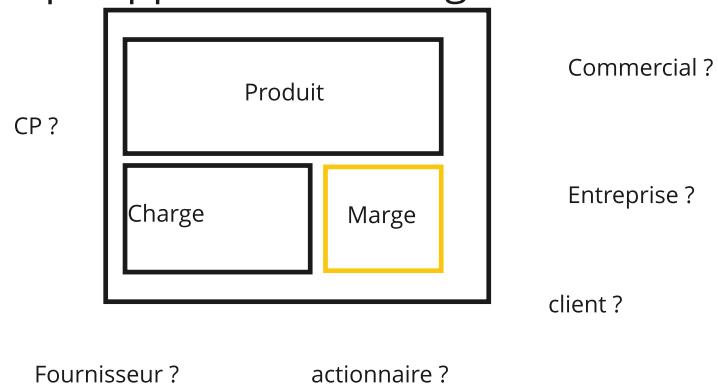 Commercial ?
Produit
CP ?
Entreprise ?
Charge
Marge
client ?
Fournisseur ?
actionnaire ?